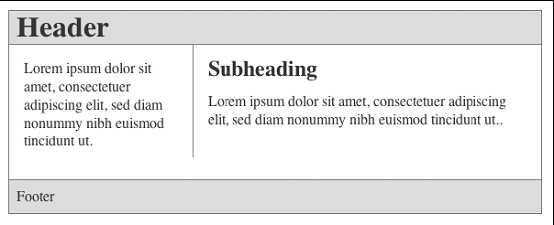 Header
Lorem ipsum dolor sit
amet, consectetuer
adipiscing elit, sed diam
nonummy nibh euismod
tincidunt ut.
Subheading
Lorem ipsum dolor sit amet, consectetuer adipiscing
elit, sed diam nonummy nibh euismod tincidunt ut..
Footer